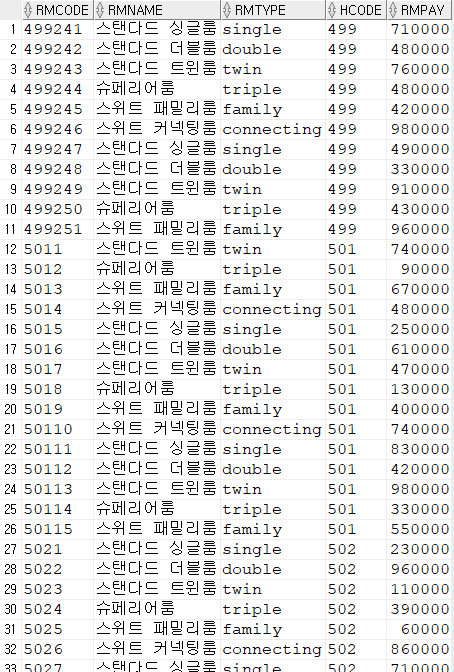 RMCODE RMNAME RMTYPE HCODE RMPAY
1 499241 스탠다드 싱글룸 single 499 710000
2 499242 스탠다드 더블룸 double 499 480000
3 499243 스탠다드 트윈룸 twin 499 760000
4 499244 슈페리어룸 triple 499 480000
5 499245 스위트 패밀리룸 family 499 420000
6 499246 스위트 커넥팅룸 connecting 499 980000
7 499247 스탠다드 싱글룸 single 499 490000
8 499248 스탠다드 더블룸 double 499 330000
9 499249 스탠다드 트윈룸 twin 499 910000
10 499250 슈페리어룸 triple 499 430000
11 499251 스위트 패밀리룸 family 499 960000
12 5011 스탠다드 트윈룸 twin 501 740000
13 5012 슈페리어룸 triple 501 90000
14 5013 스위트 패밀리룸 family 501 670000
15 5014 스위트 커넥팅룸 connecting 501 480000
16 5015 스탠다드 싱글룸 single 501 250000
17 5016 스탠다드 더블룸 double 501 610000
18 5017 스탠다드 트윈룸 twin 501 470000
19 5018 슈페리어룸 triple 501 130000
20 5019 스위트 패밀리룸 family 501 400000
21 50110 스위트 커넥팅룸 connecting 501 740000
22 50111 스탠다드 싱글룸 single 501 830000
23 50112 스탠다드 더블룸 double 501 420000
24 50113 스탠다드 트윈룸 twin 501 980000
25 50114 슈페리어룸 triple 501 330000
26 50115 스위트 패밀리룸 family 501 550000
27 5021 스탠다드 싱글룸 single 502 230000
28 5022 스탠다드 더블룸 double 502 960000
29 5023 스탠다드 트윈룸 twin 502 110000
30 5024 슈페리어룸 triple 502 390000
31 5025 스위트 패밀리룸 family 502 60000
32 5026 스위트 커넥팅룸 connecting 502 860000
33 5027 스탠다드 싱글룸 single 502 710000